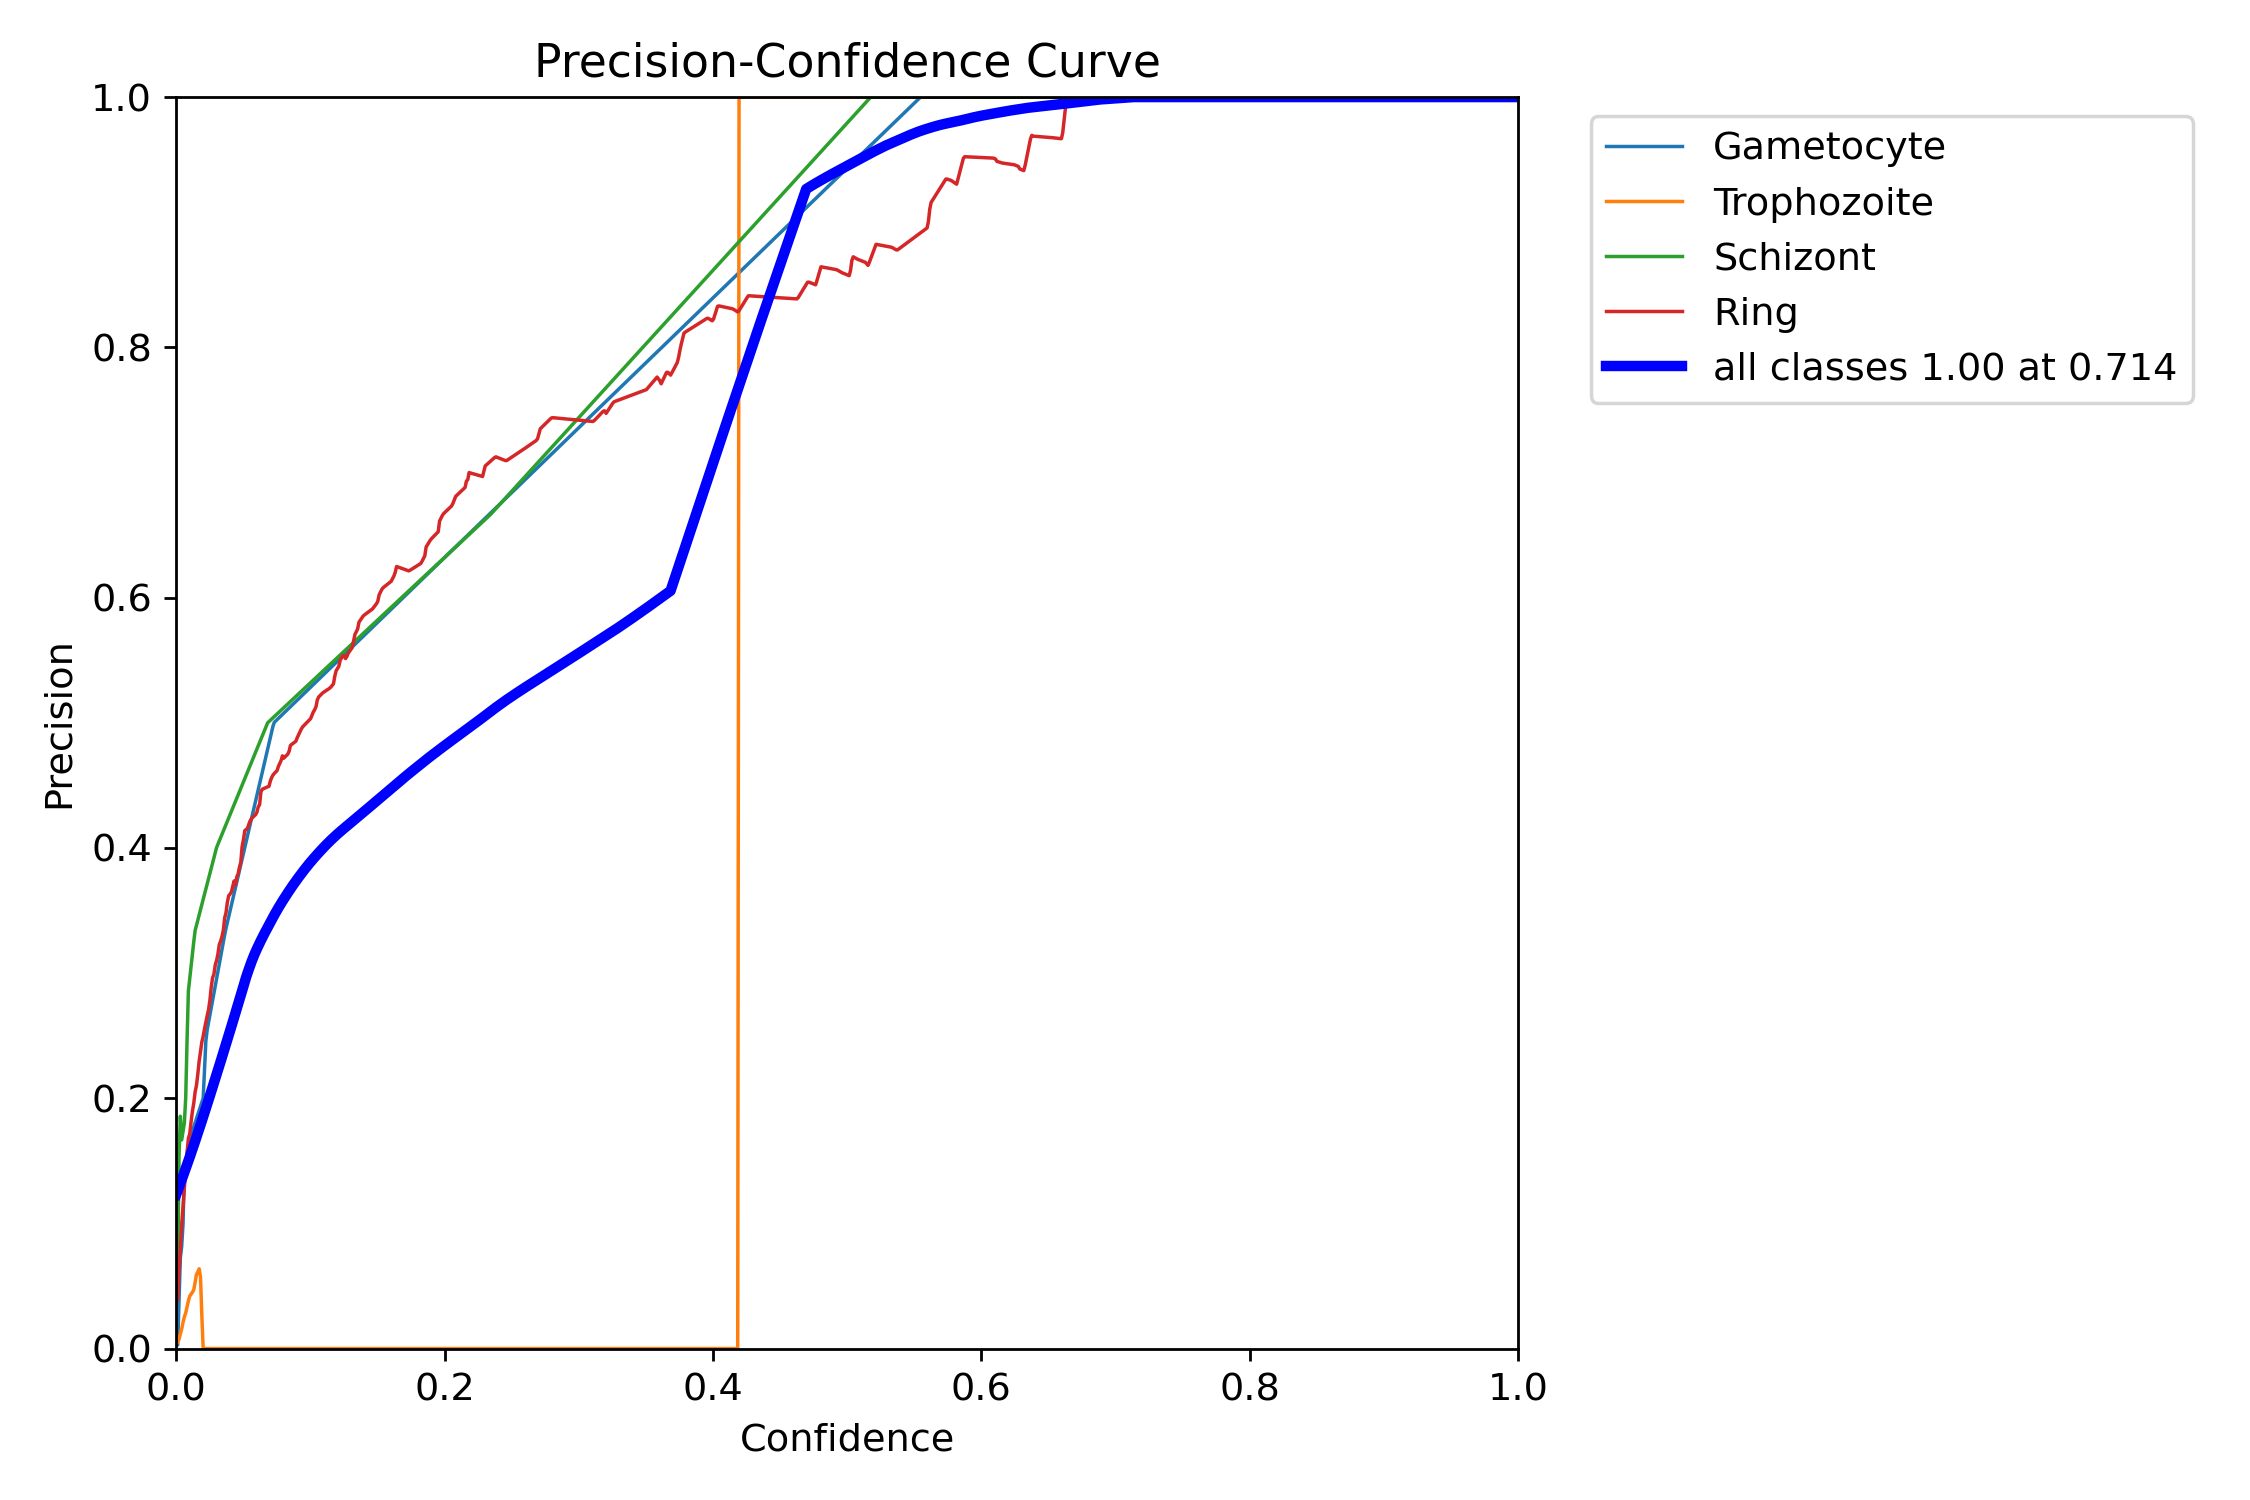 Precision-Confidence Curve
1.0
0.8
0.6
0.4
0.2
0.0
Precision
0.0 0.2 0.4 0.6 0.8 1.0
Confidence
Gametocyte
Trophozoite
Schizont
Ring
all classes 1.00 at 0.714